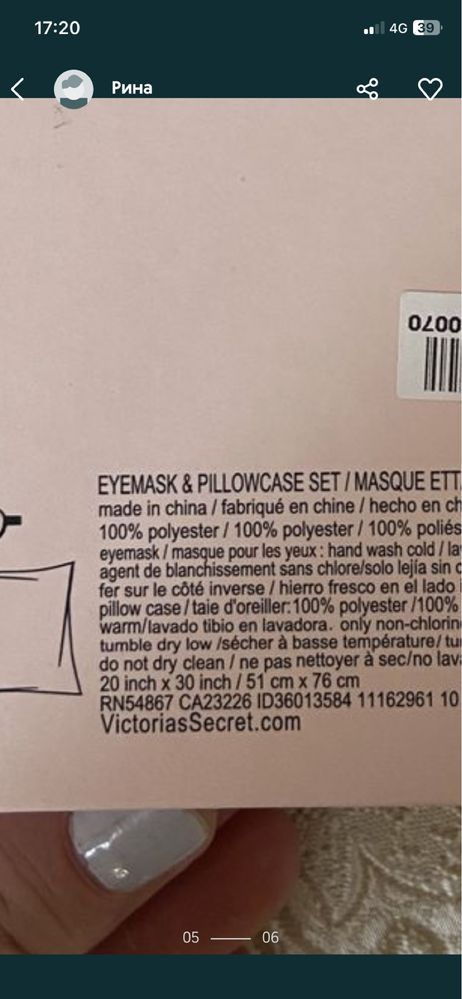 17:20
4G
39
Рина
0070
EYEMASK & PILLOWCASE SET / MASQUE ETT
made in china / fabriqué en chine / hecho en ch
100% polyester / 100% polyester / 100% poliés
eyemask / masque pour les yeux : hand wash cold / la
agent de blanchissement sans chlore/solo lejía sin c
fer sur le côté inverse / hierro fresco en el lado
pillow case / taie d'oreiller: 100% polyester /100%
warm/lavado tibio en lavadora. only non-chlorin
tumble dry low /sécher à basse température/ tu
do not dry clean / ne pas nettoyer à sec/no lav
20 inch x 30 inch / 51 cm x 76 cm
RN54867 CA23226 ID36013584 11162961 10
VictoriasSecret.com
05
06